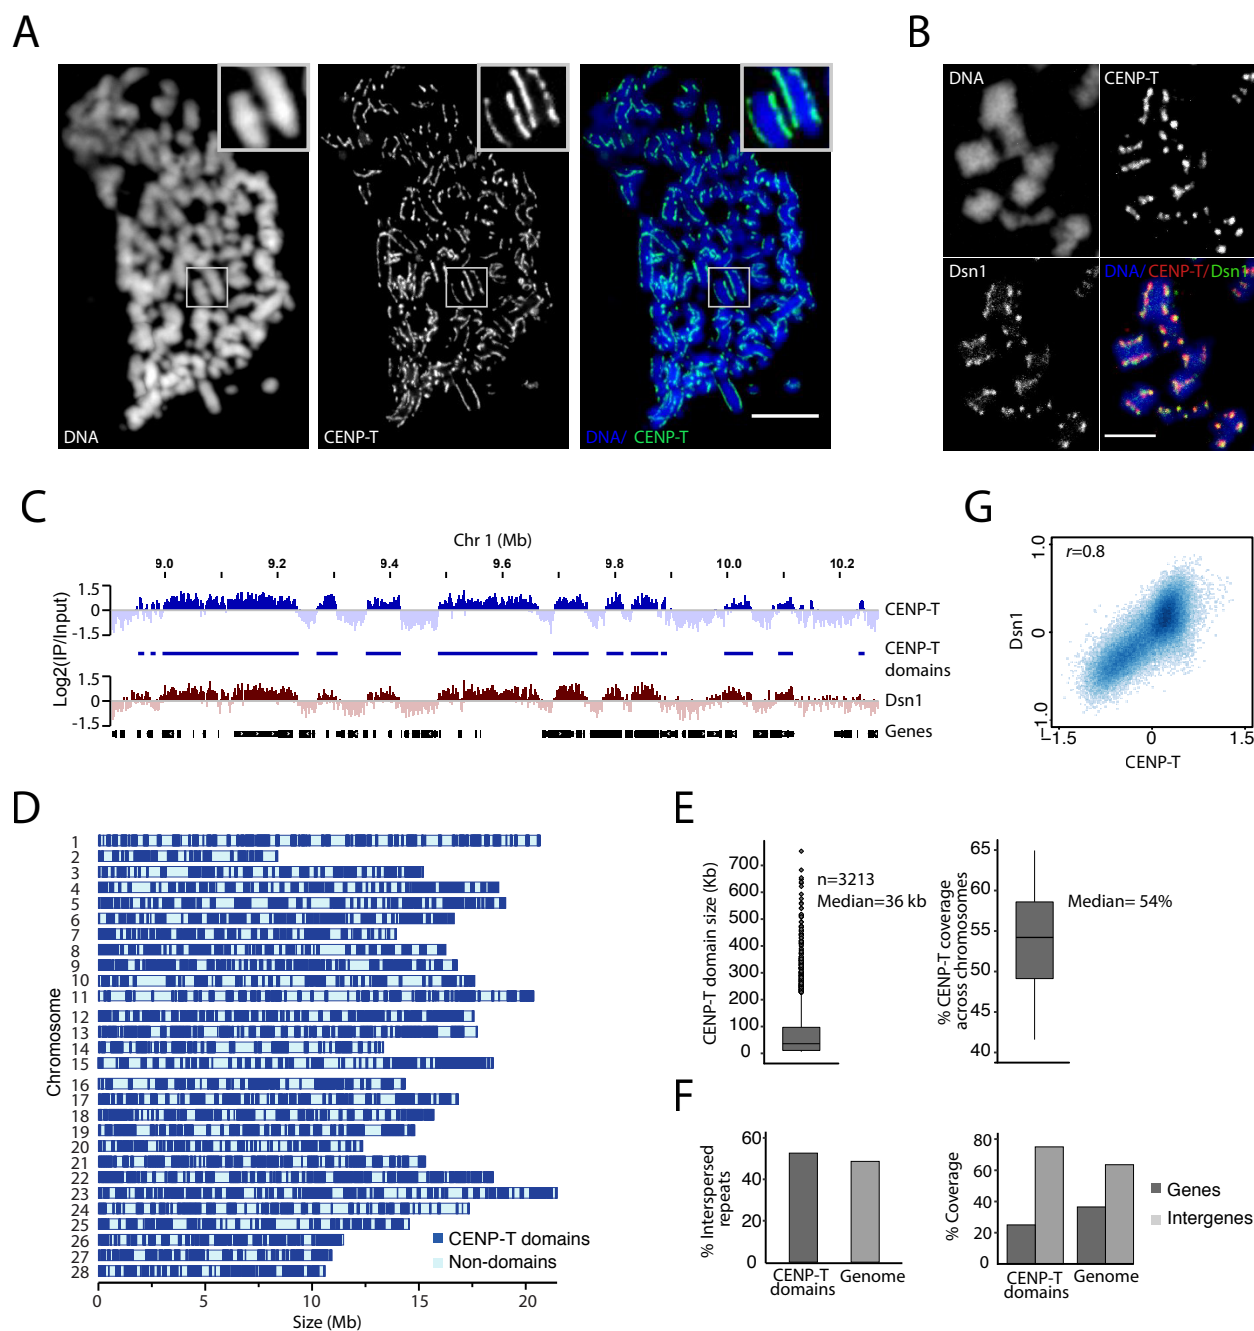 A
DNA
CENP-T
DNA/ CENP-T
B
DNA
CENP-T
Dsn1
DNA/CENP-T/Dsn1
C
Chr 1 (Mb)
9.0 9.2 9.4 9.6 9.8 10.0 10.2
Log2(IP/Input)
1.5
0
-1.5
CENP-T
CENP-T
domains
1.5
0
-1.5
Dsn1
Genes
G
r=0.8
Dsn1
1.0
0
-1.0
-1.5 0 1.5
CENP-T
D
Chromosome
1
2
3
4
5
6
7
8
9
10
11
12
13
14
15
16
17
18
19
20
21
22
23
24
25
26
27
28
CENP-T domains
Non-domains
0 5 10 15 20
Size (Mb)
E
CENP-T domain size (Kb)
700
600
500
400
300
200
100
0
n=3213
Median=36 kb
% CENP-T coverage
across chromosomes
65
60
55
50
45
40
Median= 54%
F
% Interspersed
repeats
60
40
20
0
CENP-T
domains
Genome
% Coverage
80
60
40
20
0
CENP-T
domains
Genome
Genes
Intergenes